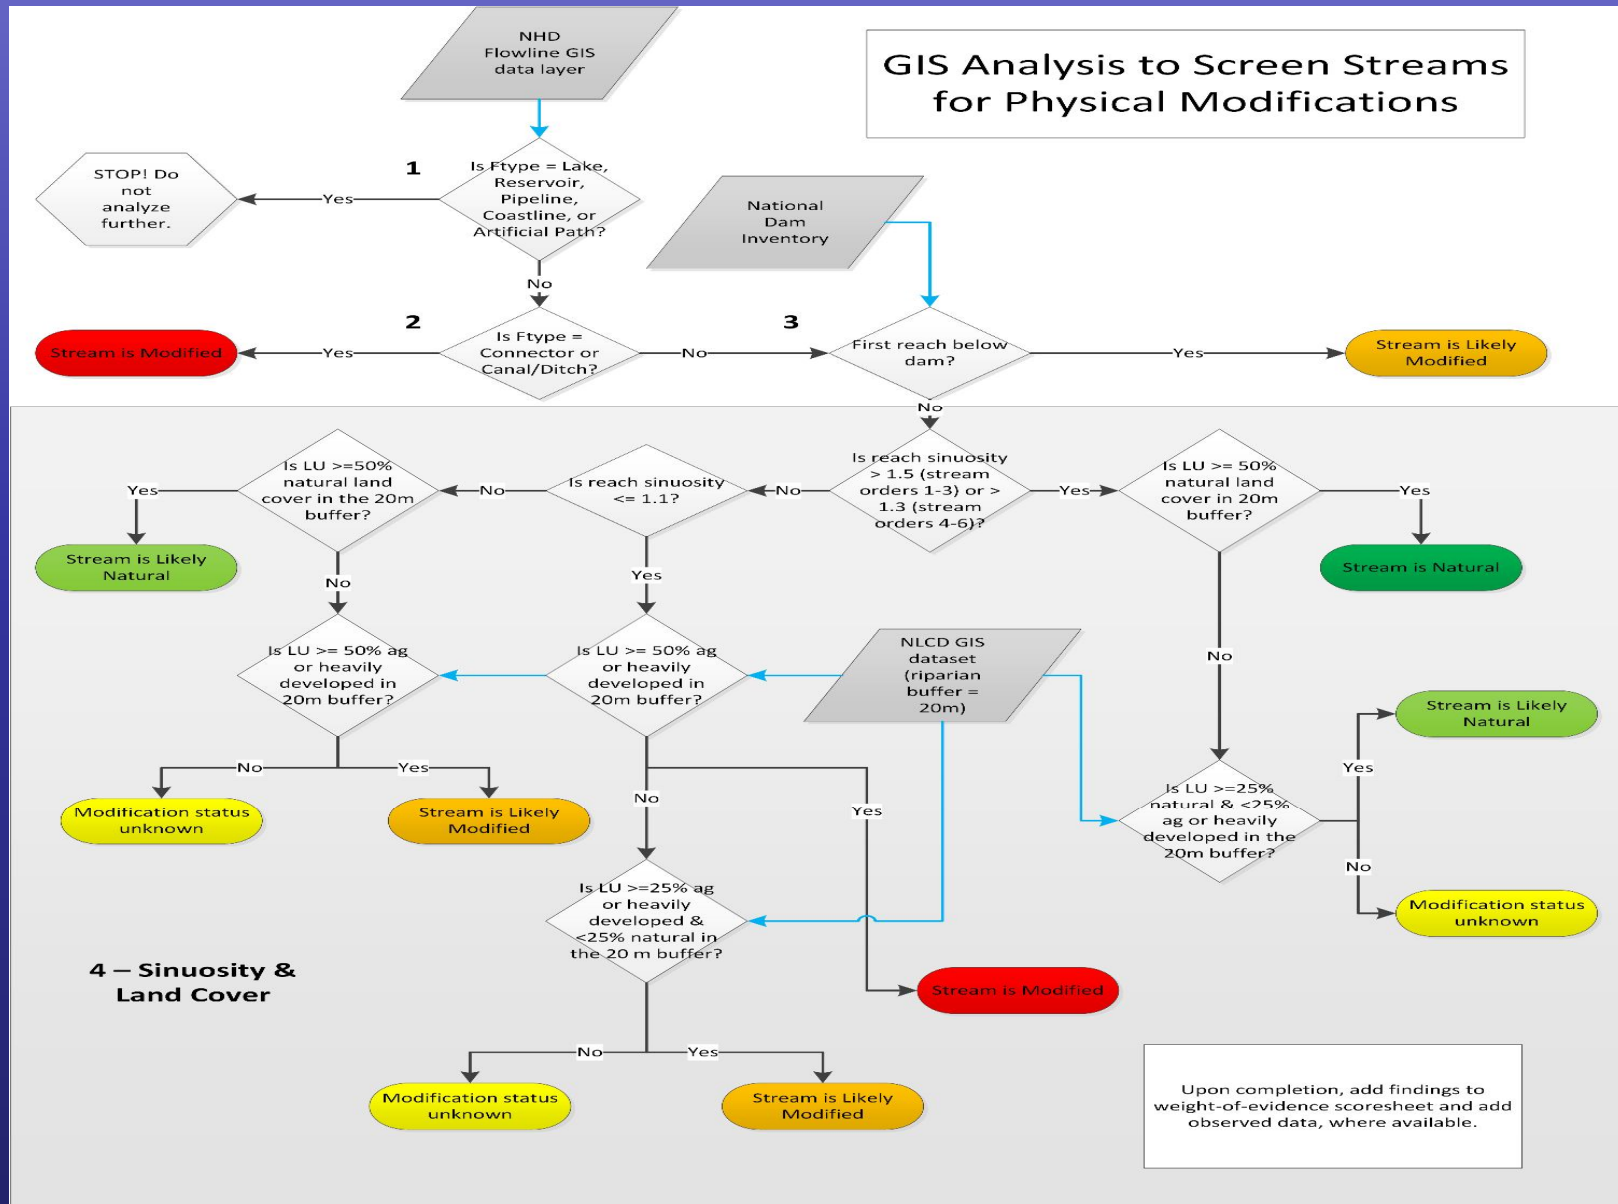 NHD
Flowline GIS
data layer
GIS Analysis to Screen Streams
for Physical Modifications
1
Is Ftype = Lake,
Reservoir,
Pipeline,
Coastline, or
Artificial Path?
Yes
STOP! Do
not
analyze
further.
No
National
Dam
Inventory
2
Is Ftype =
Connector or
Canal/Ditch?
Yes
Stream is Modified
No
3
First reach below
dam?
Yes
Stream is Likely
Modified
No
Is LU >=50%
natural land
cover in the 20m
buffer?
No
Is reach sinuosity
<= 1.1?
No
Is reach sinuosity
> 1.5 (stream
orders 1-3) or >
1.3 (stream
orders 4-6)?
Yes
Is LU >= 50%
natural land
cover in 20m
buffer?
Yes
Yes
Stream is Likely
Natural
No
Yes
Stream is Natural
Is LU >= 50% ag
or heavily
developed in
20m buffer?
Is LU >= 50% ag
or heavily
developed in
20m buffer?
NLCD GIS
dataset
(riparian
buffer =
20m)
No
Stream is Likely
Natural
No
Yes
Modification status
unknown
Stream is Likely
Modified
No
Yes
Is LU >=25%
natural & <25%
ag or heavily
developed in the
20m buffer?
Yes
No
Modification status
unknown
Is LU >=25% ag
or heavily
developed &
<25% natural in
the 20 m buffer?
4 – Sinuosity &
Land Cover
Stream is Modified
No
Yes
Modification status
unknown
Stream is Likely
Modified
Upon completion, add findings to
weight-of-evidence scoresheet and add
observed data, where available.